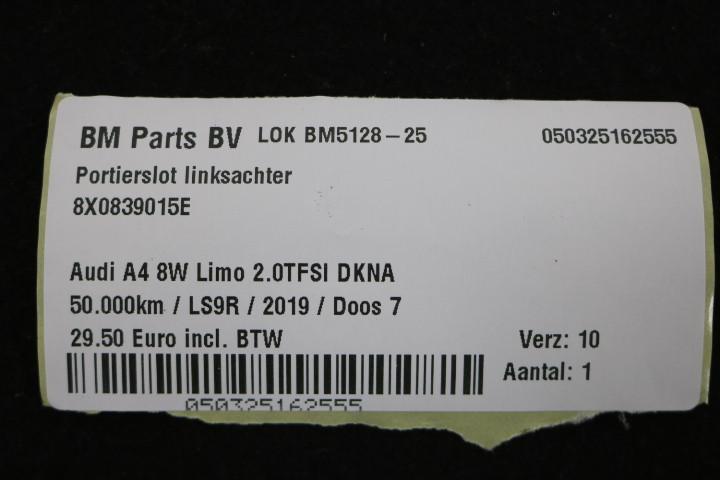 BM Parts BV LOK BM5128-25 050325162555
Portierslot linksachter
8X0839015E
Audi A4 8W Limo 2.0TFSI DKNA
50.000km / LS9R / 2019 / Doos 7
29.50 Euro incl. BTW Verz: 10
Aantal: 1
050325162555